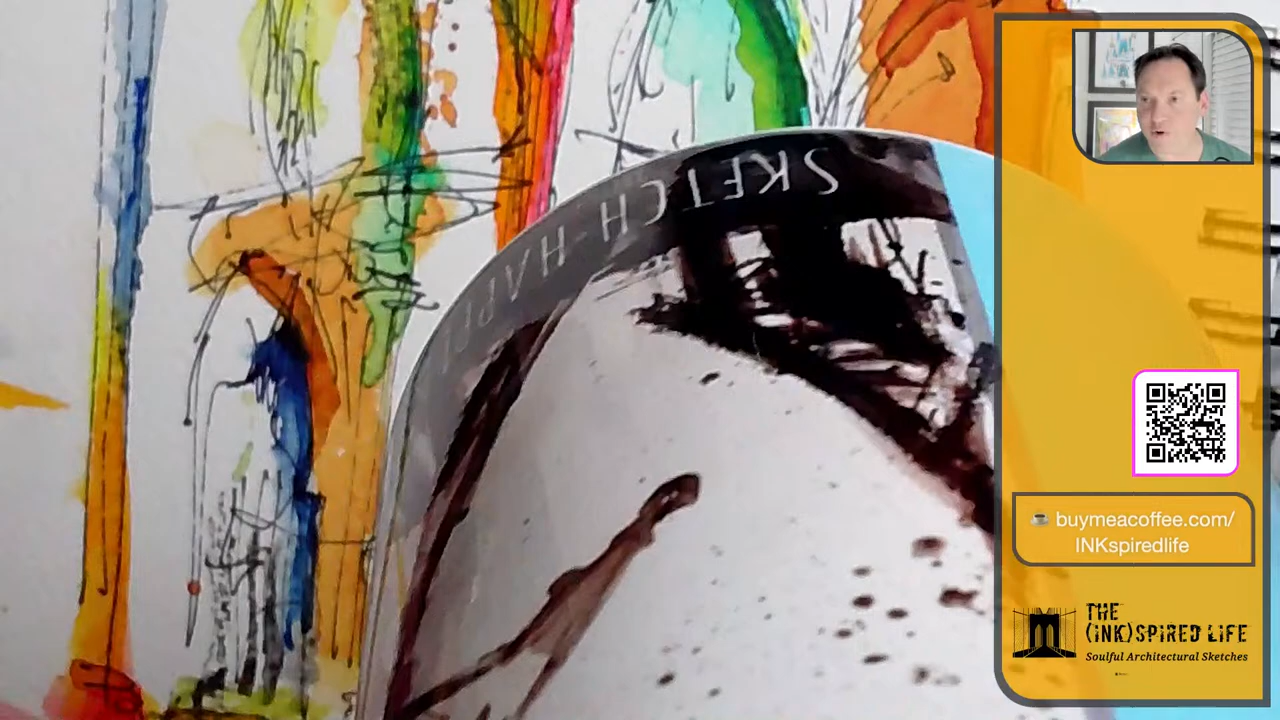 SKETCH HAPP
buymeacoffee.com/
INKspiredlife
THE
(INK)SPIRED LIFE
Soulful Architectural Sketches